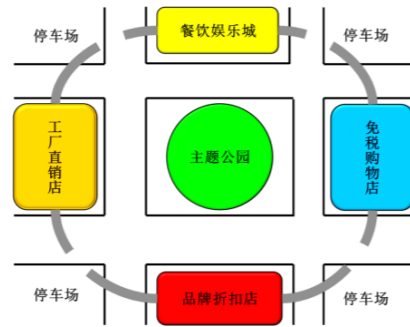 停车场
餐饮娱乐城
停车场
工厂直销店
主题公园
免税购物店
停车场
品牌折扣店
停车场